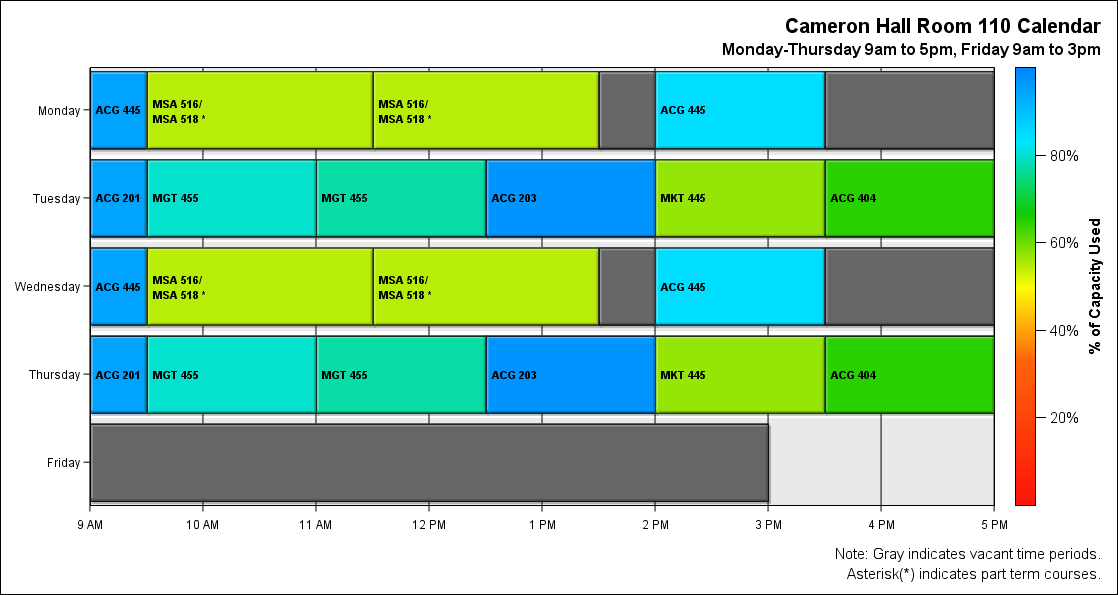 Cameron Hall Room 110 Calendar
Monday-Thursday 9am to 5pm, Friday 9am to 3pm
Monday
ACG 445
MSA 516/
MSA 518 *
MSA 516/
MSA 518 *
ACG 445
Tuesday
ACG 201
MGT 455
MGT 455
ACG 203
MKT 445
ACG 404
Wednesday
ACG 445
MSA 516/
MSA 518 *
MSA 516/
MSA 518 *
ACG 445
Thursday
ACG 201
MGT 455
MGT 455
ACG 203
MKT 445
ACG 404
Friday
9 AM
10 AM
11 AM
12 PM
1 PM
2 PM
3 PM
4 PM
5 PM
80%
60%
40%
20%
% of Capacity Used
Note: Gray indicates vacant time periods.
Asterisk(*) indicates part term courses.